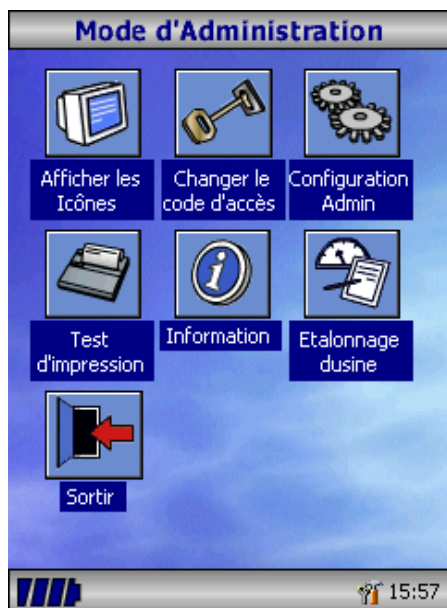 Mode d'Administration
Afficher les
Icônes
Changer le
code d'accès
Configuration
Admin
Test
d'impression
Information
Etalonnage
dusine
Sortir
15:57